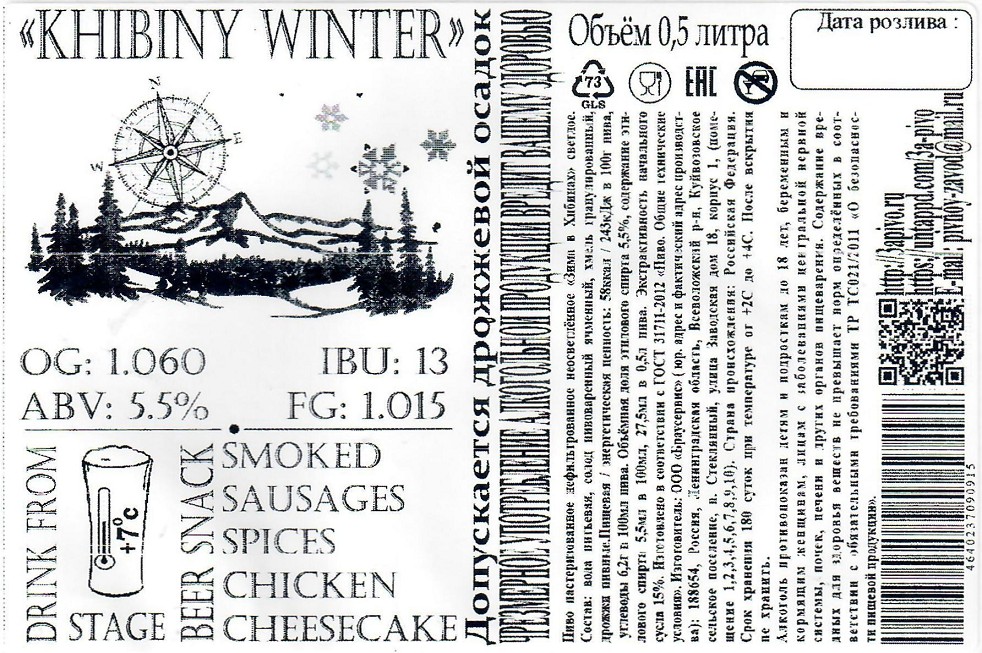 «KHIBINY WINTER»
N
E
S
W
OG: 1.060
IBU: 13
ABV: 5.5%
FG: 1.015
DRINK FROM
+7°C
STAGE
BEER SNACK
SMOKED
SAUSAGES
SPICES
CHICKEN
CHEESECAKE
Допускается дрожжевой осадок
ЧРЕЗМЕРНОЕ УПОТРЕБЛЕНИЕ АЛКОГОЛЬНОЙ ПРОДУКЦИИ ВРЕДИТ ВАШЕМУ ЗДОРОВЬЮ
Объём 0,5 литра
73
GLS
EAC
Дата розлива :
Пиво пастеризованное нефильтрованное неосветлённое «Зима в Хибинах» светлое.
Состав: вода питьевая, солод пивоваренный ячменный, хмель гранулированный,
дрожжи пивные.Пищевая / энергетическая ценность: 58ккал / 243кДж в 100г пива,
углеводы 6,2г в 100мл пива. Объёмная доля этилового спирта 5,5%, содержание эти-
лового спирта 5,5мл в 100мл, 27,5мл в 0,5л пива. Экстрактивность начального
сусла 15%. Изготовлено в соответствии с ГОСТ 31711-2012 «Пиво. Общие технические
условия». Изготовитель: ООО «Браусервис» (юр. адрес и фактический адрес производст-
ва): 188654, Россия, Ленинградская область, Всеволожский р-н, Куйвозовское
сельское поселение, п. Стеклянный, улица Заводская дом 18, корпус 1, (поме-
щение 1,2,3,4,5,6,7,8,9,10). Страна происхождения: Российская Федерация.
Срок хранения 180 суток при температуре от +2С до +4С. После вскрытия
не хранить.
Алкоголь противопоказан детям и подросткам до 18 лет, беременным и
кормящим женщинам, лицам с заболеваниями центральной нервной
системы, почек, печени и других органов пищеварения. Содержание вре-
дных для здоровья веществ не превышает норм определённых в соот-
ветствии с обязательными требованиями ТР ТС021/2011 «О безопаснос-
ти пищевой продукции».
http://3apivo.ru
https://untappd.com/3a-pivo
E-mail: pivnoy-zavod@mail.ru
4640237090915